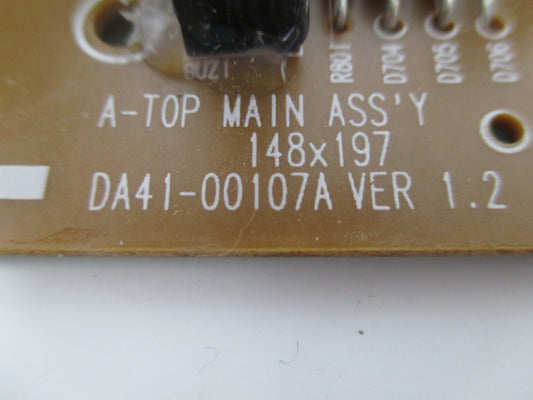 BUZ1
R801
D704
D705
D706
A-TOP MAIN ASS'Y
148x197
DA41-00107A VER 1.2